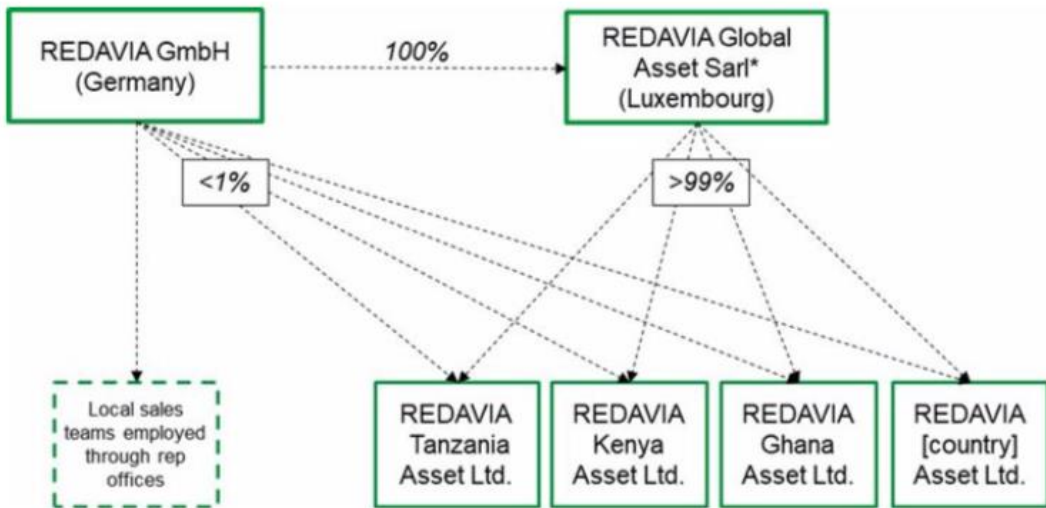 REDAVIA GmbH
(Germany)
100%
REDAVIA Global
Asset Sarl*
(Luxembourg)
<1%
>99%
Local sales
teams employed
through rep
offices
REDAVIA
Tanzania
Asset Ltd.
REDAVIA
Kenya
Asset Ltd.
REDAVIA
Ghana
Asset Ltd.
REDAVIA
[country]
Asset Ltd.